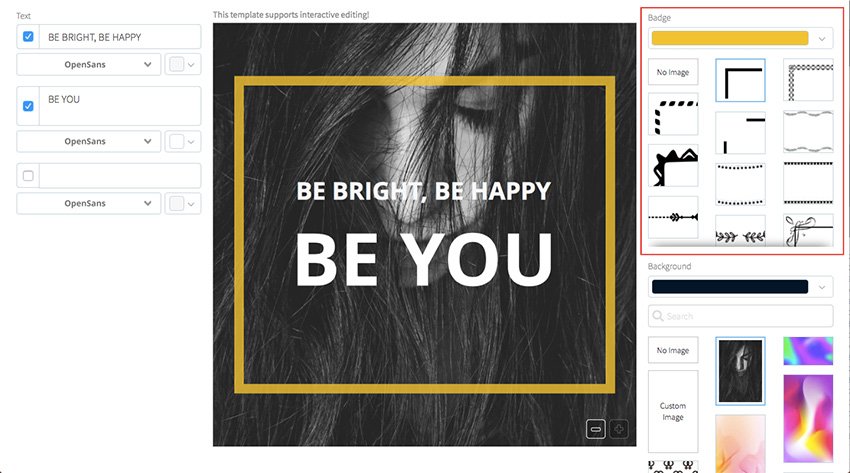 Text
BE BRIGHT, BE HAPPY
OpenSans
BE YOU
OpenSans
OpenSans
This template supports interactive editing!
BE BRIGHT, BE HAPPY
BE YOU
Badge
No Image
Background
Search
No Image
Custom
Image